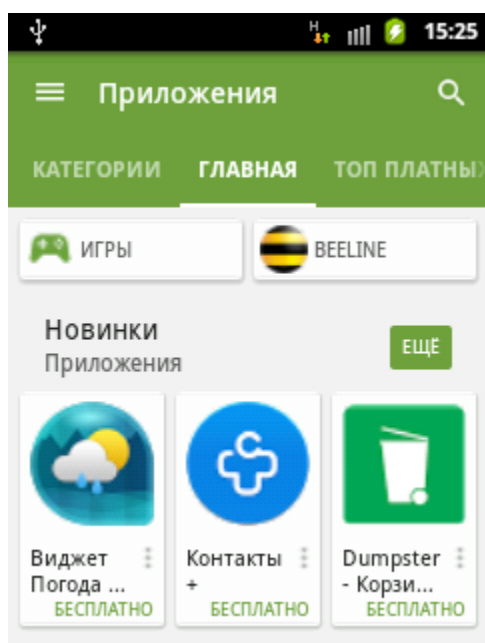 H 15:25
Приложения
КАТЕГОРИИ ГЛАВНАЯ ТОП ПЛАТНЫ
ИГРЫ BEELINE
Новинки
Приложения
ЕЩЁ
Виджет
Погода ...
БЕСПЛАТНО
Контакты
+
БЕСПЛАТНО
Dumpster
- Корзи...
БЕСПЛАТНО